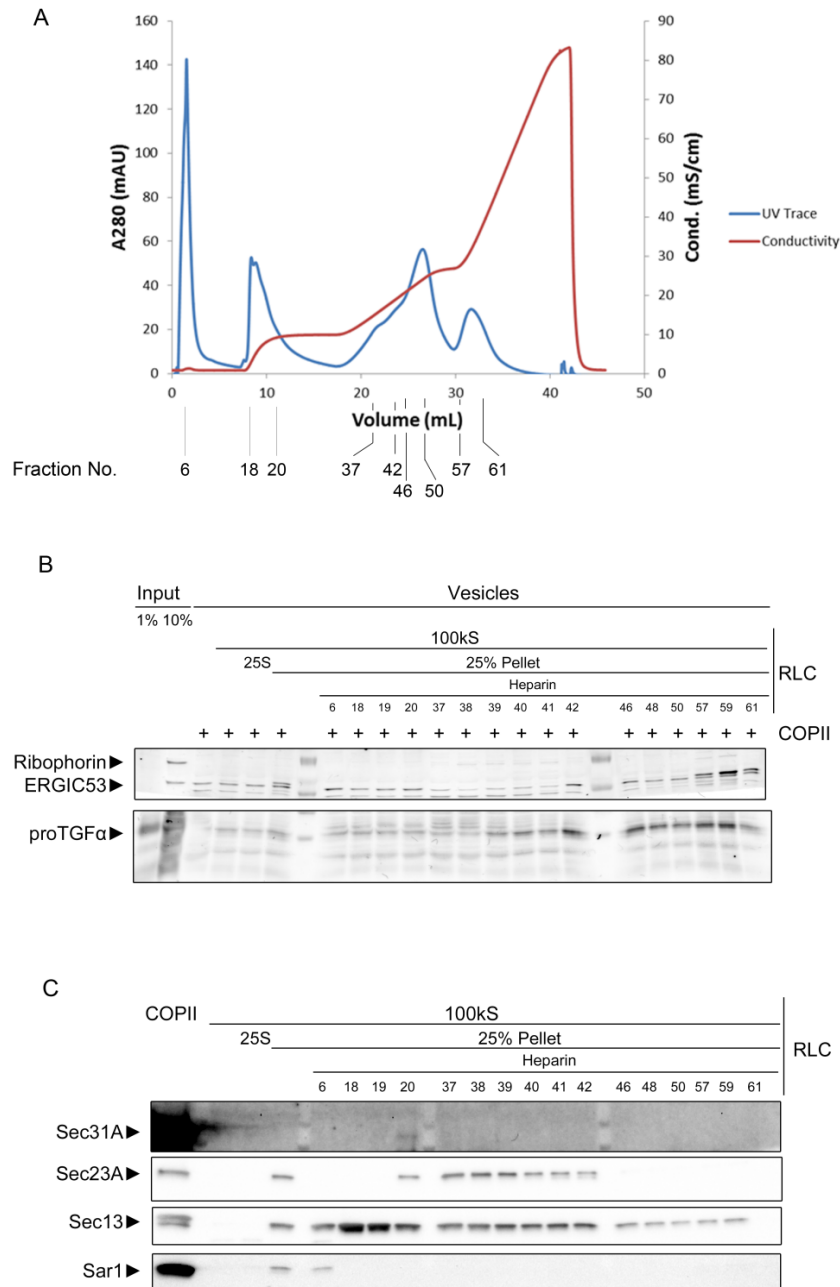 A
160 90
140 80
120 70
100 60
80 50
60 40
40 30
20 20
0 10
0
A280 (mAU)
Cond. (mS/cm)
UV Trace
Conductivity
0 10 20 30 40 50
Volume (mL)
Fraction No. 6 18 20 37 42 46 50 57 61
B
Input Vesicles
1% 10%
100kS
25S 25% Pellet
RLC
Heparin
6 18 19 20 37 38 39 40 41 42 46 48 50 57 59 61
+ + + + + + + + + + + + + + + + + + + + COPII
Ribophorin
ERGIC53
proTGFα
C
COPII 100kS
25S 25% Pellet
RLC
Heparin
6 18 19 20 37 38 39 40 41 42 46 48 50 57 59 61
Sec31A
Sec23A
Sec13
Sar1